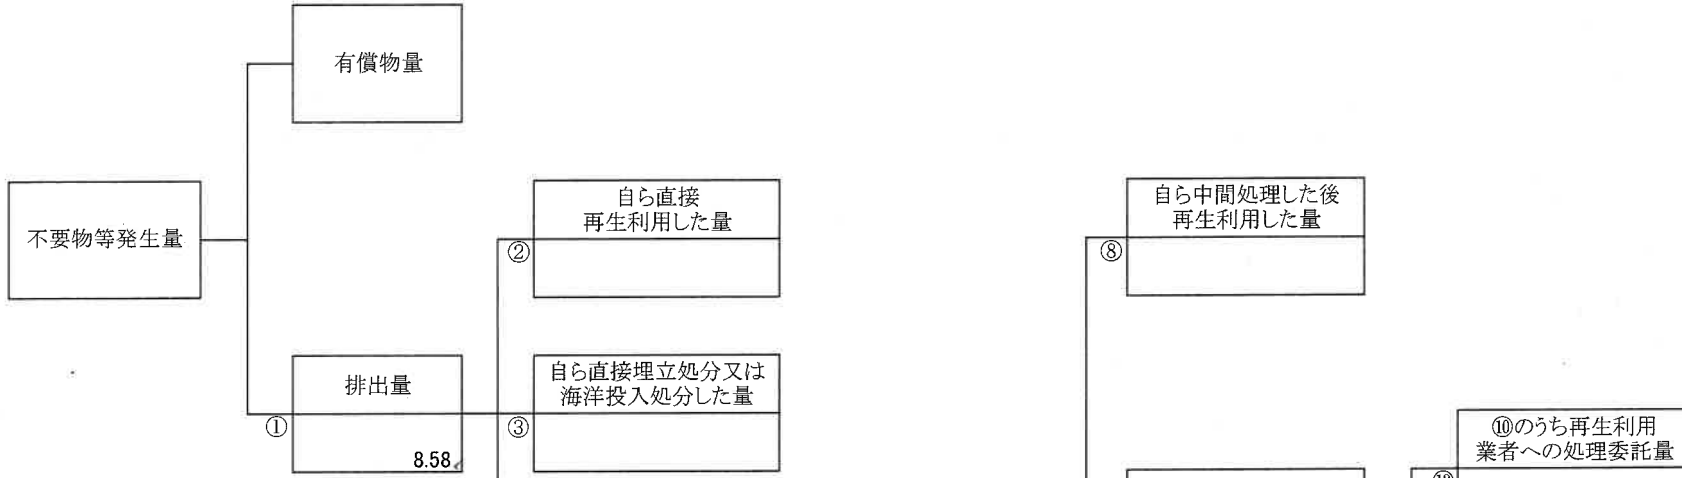 有償物量
不要物等発生量
自ら直接
再生利用した量
②
自ら中間処理した後
再生利用した量
⑧
排出量
①
8.58
自ら直接埋立処分又は
海洋投入処分した量
③
⑩のうち再生利用
業者への処理委託量